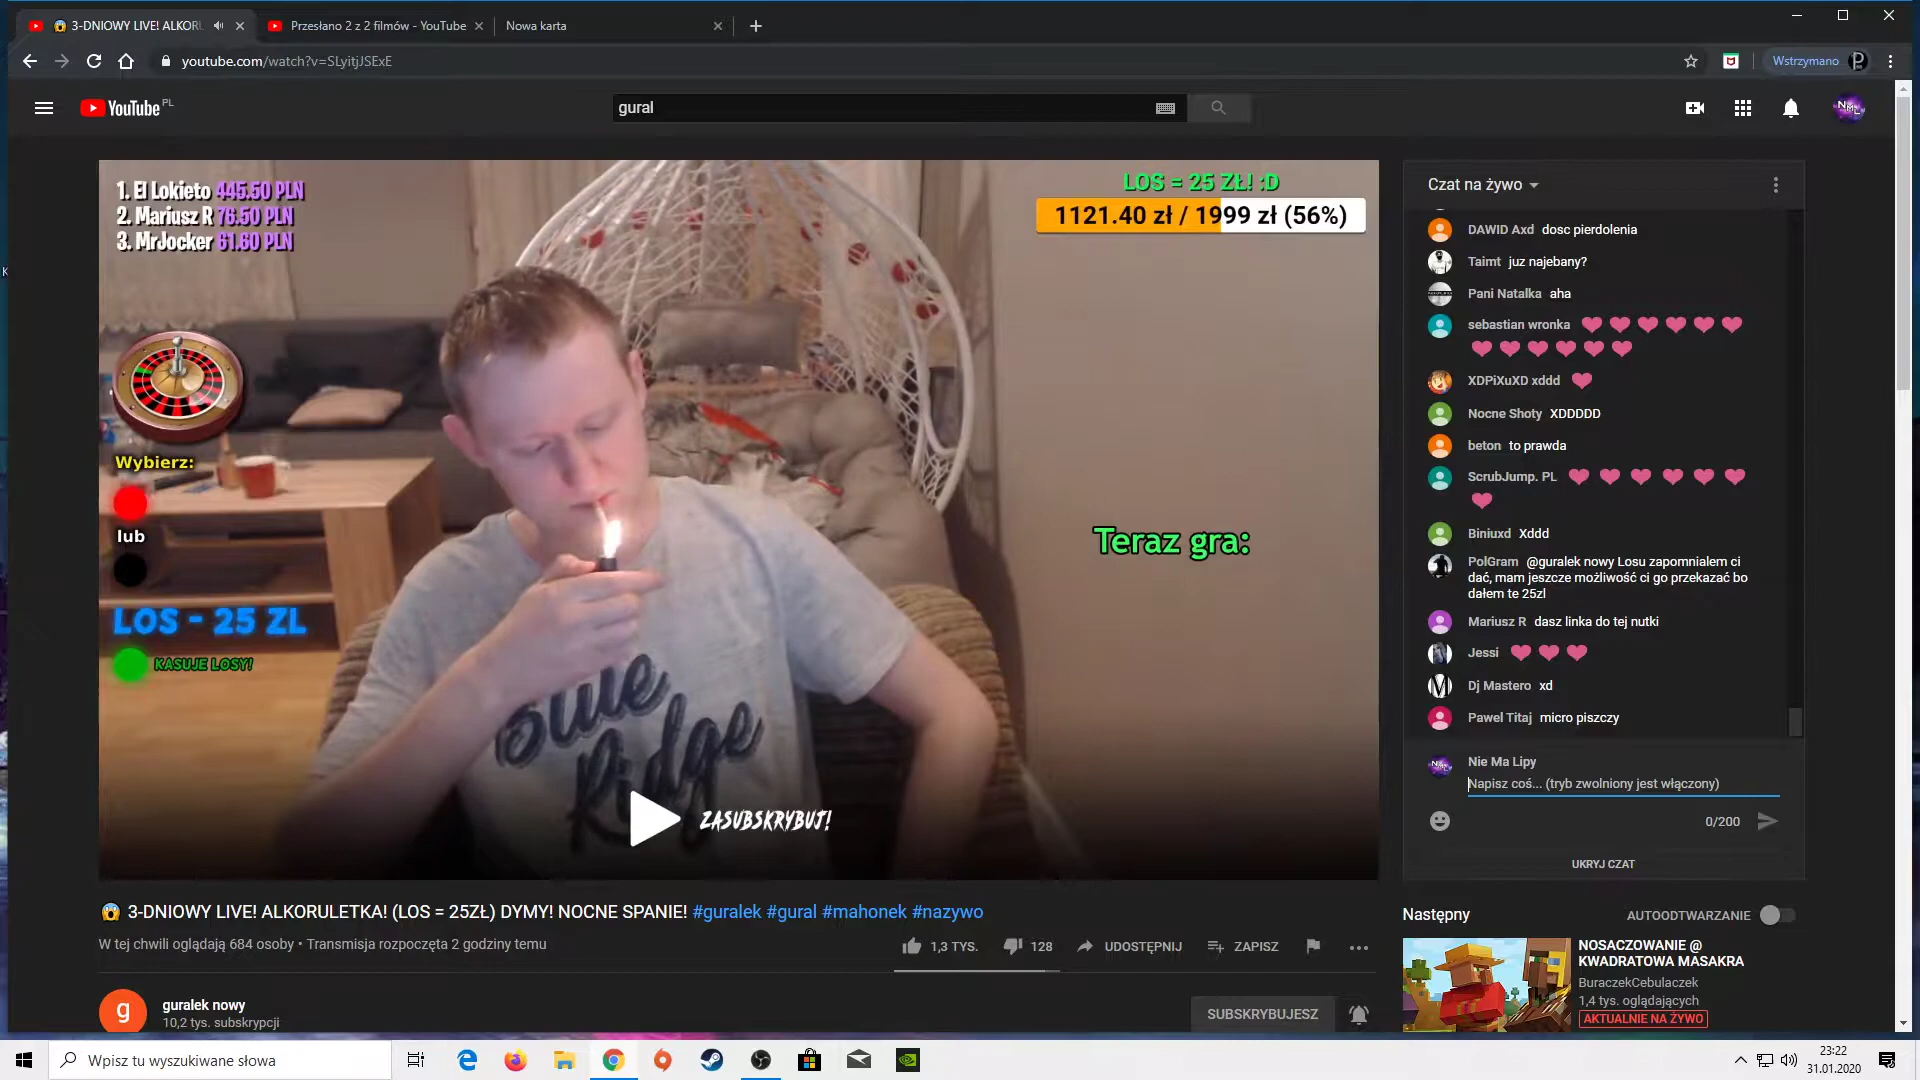 3-DNIOWY LIVE! ALKOR
Przesłano 2 z 2 filmów - YouTube
Nowa karta
youtube.com/watch?v=SLyitjJSExE
Wstrzymano
YouTube PL
gural
1. El Lokieto 445.50 PLN
2. Mariusz R 76.50 PLN
3. MrJocker 61.60 PLN
LOS = 25 ZŁ! :D
1121.40 zł / 1999 zł (56%)
Wybierz:
lub
LOS - 25 ZL
KASUJE LOSY!
Teraz gra:
Blue
Ridge
ZASUBSKRYBUJ!
Czat na żywo
DAWID Axd dosc pierdolenia
Taimt juz najebany?
Pani Natalka aha
sebastian wronka
XDPiXuXD xddd
Nocne Shoty XDDDDD
beton to prawda
ScrubJump. PL
Biniuxd Xddd
PolGram @guralek nowy Losu zapomnialem ci
dać, mam jeszcze możliwość ci go przekazać bo
dałem te 25zl
Mariusz R dasz linka do tej nutki
Jessi
Dj Mastero xd
Pawel Titaj micro piszczy
Nie Ma Lipy
Napisz coś... (tryb zwolniony jest włączony)
0/200
UKRYJ CZAT
3-DNIOWY LIVE! ALKORULETKA! (LOS = 25ZŁ) DYMY! NOCNE SPANIE! #guralek #gural #mahonek #nazywo
W tej chwili oglądają 684 osoby • Transmisja rozpoczęta 2 godziny temu
1,3 TYS.
128
UDOSTĘPNIJ
ZAPISZ
g
guralek nowy
10,2 tys. subskrypcji
SUBSKRYBUJESZ
Następny
AUTOODTWARZANIE
NOSACZOWANIE @
KWADRATOWA MASAKRA
BuraczekCebulaczek
1,4 tys. oglądających
AKTUALNIE NA ŻYWO
Wpisz tu wyszukiwane słowa
23:22
31.01.2020